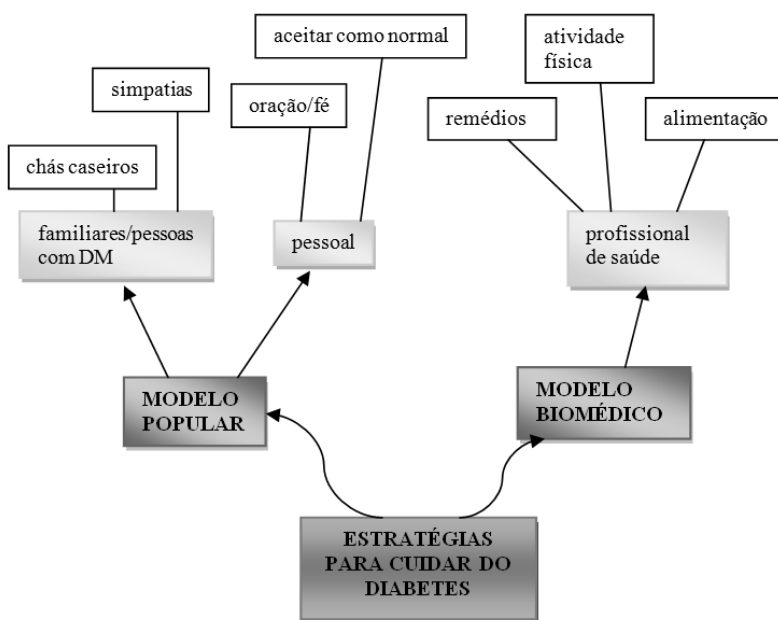 aceitar como normal
atividade
física
simpatias
oração/fé
remédios
alimentação
chás caseiros
familiares/pessoas
com DM
pessoal
profissional
de saúde
MODELO
POPULAR
MODELO
BIOMÉDICO
ESTRATÉGIAS
PARA CUIDAR DO
DIABETES